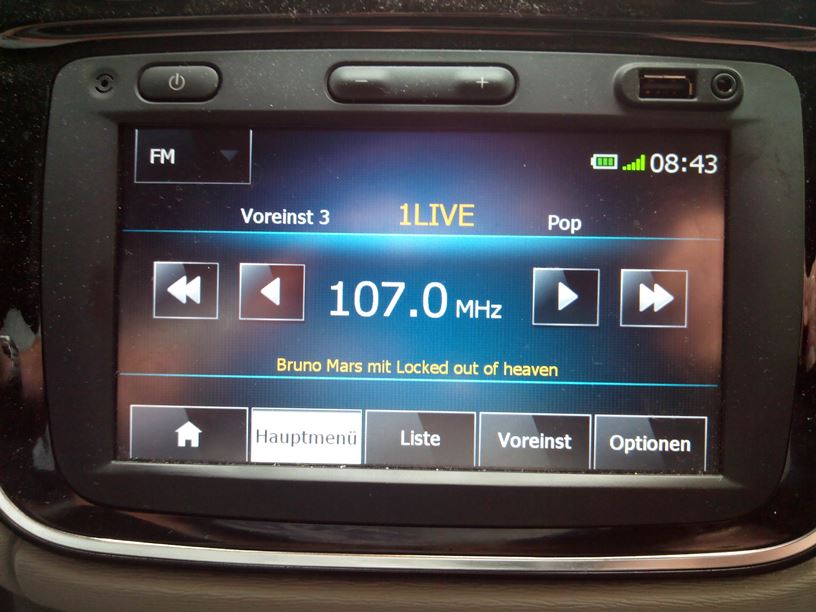 − +
FM
08:43
Voreinst 3 1LIVE Pop
107.0 MHz
Bruno Mars mit Locked out of heaven
Hauptmenü Liste Voreinst Optionen